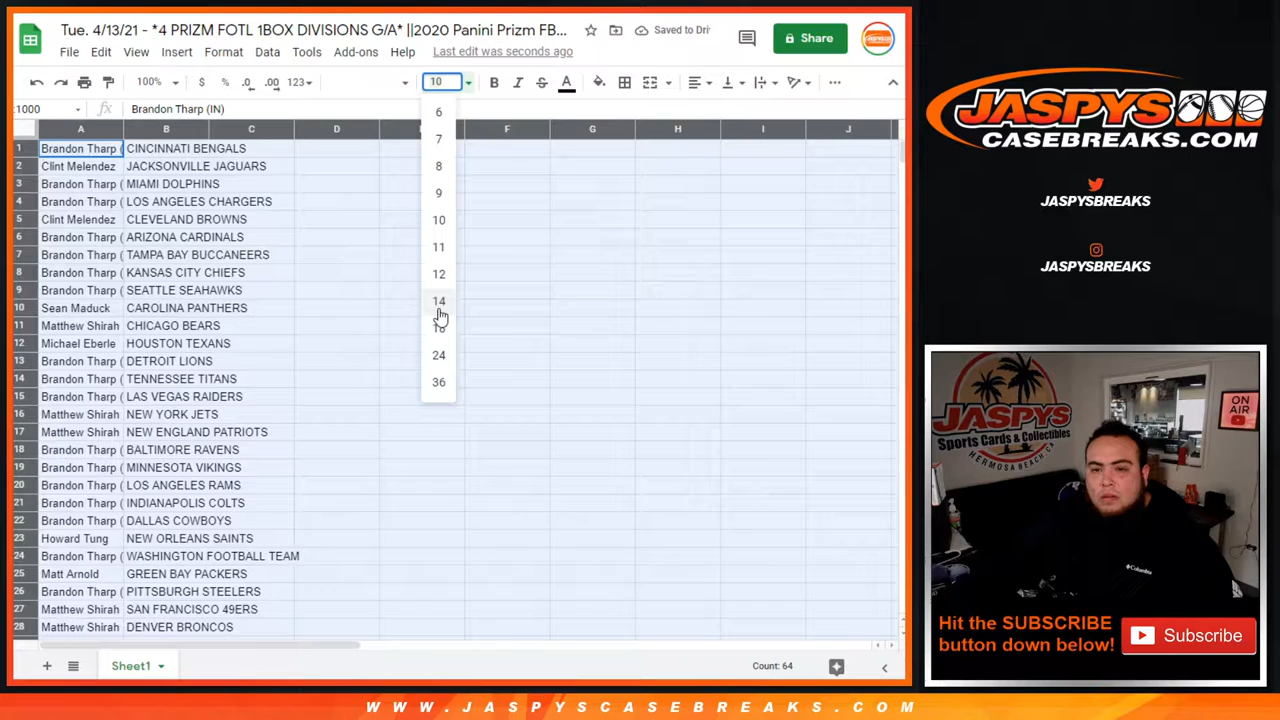 Tue. 4/13/21 - *4 PRIZM FOTL 1BOX DIVISIONS G/A* ||2020 Panini Prizm FB...
Saved to Dri
Share
File Edit View Insert Format Data Tools Add-ons Help Last edit was seconds ago
100% $ % .0 .00 123 10 B I S A
:1000 fx Brandon Tharp (IN)
A B C D F G H I J
1 Brandon Tharp ( CINCINNATI BENGALS
2 Clint Melendez JACKSONVILLE JAGUARS
3 Brandon Tharp ( MIAMI DOLPHINS
4 Brandon Tharp ( LOS ANGELES CHARGERS
5 Clint Melendez CLEVELAND BROWNS
6 Brandon Tharp ( ARIZONA CARDINALS
7 Brandon Tharp ( TAMPA BAY BUCCANEERS
8 Brandon Tharp ( KANSAS CITY CHIEFS
9 Brandon Tharp ( SEATTLE SEAHAWKS
10 Sean Maduck CAROLINA PANTHERS
11 Matthew Shirah CHICAGO BEARS
12 Michael Eberle HOUSTON TEXANS
13 Brandon Tharp ( DETROIT LIONS
14 Brandon Tharp ( TENNESSEE TITANS
15 Brandon Tharp ( LAS VEGAS RAIDERS
16 Matthew Shirah NEW YORK JETS
17 Matthew Shirah NEW ENGLAND PATRIOTS
18 Brandon Tharp ( BALTIMORE RAVENS
19 Brandon Tharp ( MINNESOTA VIKINGS
20 Brandon Tharp ( LOS ANGELES RAMS
21 Brandon Tharp ( INDIANAPOLIS COLTS
22 Brandon Tharp ( DALLAS COWBOYS
23 Howard Tung NEW ORLEANS SAINTS
24 Brandon Tharp ( WASHINGTON FOOTBALL TEAM
25 Matt Arnold GREEN BAY PACKERS
26 Brandon Tharp ( PITTSBURGH STEELERS
27 Matthew Shirah SAN FRANCISCO 49ERS
28 Matthew Shirah DENVER BRONCOS
6
7
8
9
10
11
12
14
18
24
36
Sheet1
Count: 64
JASPYS
CASEBREAKS.COM
JASPYSBREAKS
JASPYSBREAKS
JASPYS
Sports Cards & Collectibles
HERMOSA BEACH, CA
ON
AIR
Columbia
Hit the SUBSCRIBE
button down below!
Subscribe
WWW.JASPYSCASEBREAKS.COM